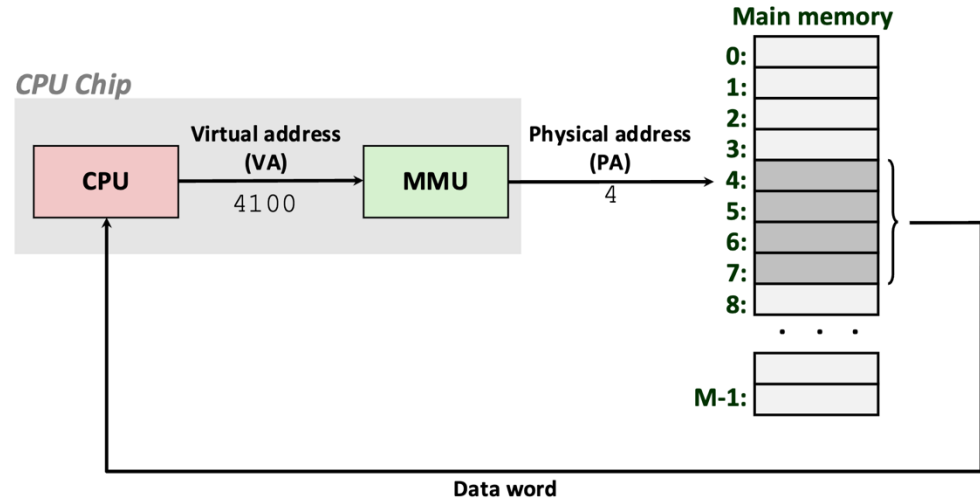 Main memory
CPU Chip
Virtual address
(VA)
Physical address
(PA)
CPU
MMU
4100
4
0:
1:
2:
3:
4:
5:
6:
7:
8:
. . .
M-1:
Data word